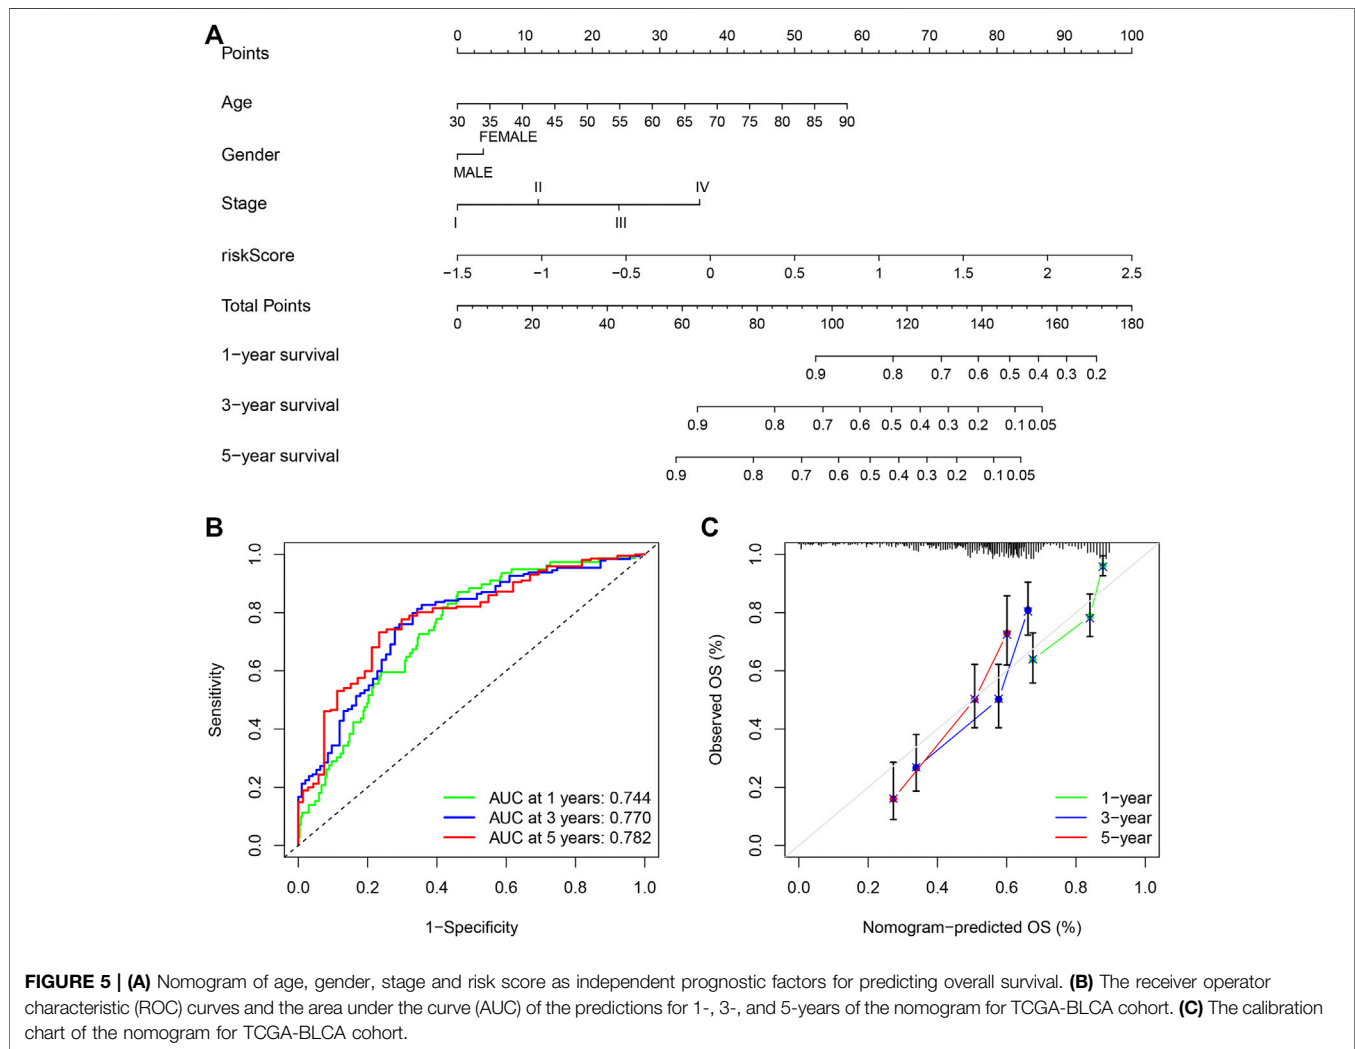 A
Points
0 10 20 30 40 50 60 70 80 90 100
Age
30 35 40 45 50 55 60 65 70 75 80 85 90
FEMALE
Gender
MALE
II IV
Stage
I III
riskScore
−1.5 −1 −0.5 0 0.5 1 1.5 2 2.5
Total Points
0 20 40 60 80 100 120 140 160 180
1−year survival
0.9 0.8 0.7 0.6 0.5 0.4 0.3 0.2
3−year survival
0.9 0.8 0.7 0.6 0.5 0.4 0.3 0.2 0.1 0.05
5−year survival
0.9 0.8 0.7 0.6 0.5 0.4 0.3 0.2 0.1 0.05
B
Sensitivity
0.0 0.2 0.4 0.6 0.8 1.0
AUC at 1 years: 0.744
AUC at 3 years: 0.770
AUC at 5 years: 0.782
0.0 0.2 0.4 0.6 0.8 1.0
1−Specificity
C
Observed OS (%)
0.0 0.2 0.4 0.6 0.8 1.0
1−year
3−year
5−year
0.0 0.2 0.4 0.6 0.8 1.0
Nomogram−predicted OS (%)
FIGURE 5 | (A) Nomogram of age, gender, stage and risk score as independent prognostic factors for predicting overall survival. (B) The receiver operator
characteristic (ROC) curves and the area under the curve (AUC) of the predictions for 1-, 3-, and 5-years of the nomogram for TCGA-BLCA cohort. (C) The calibration
chart of the nomogram for TCGA-BLCA cohort.